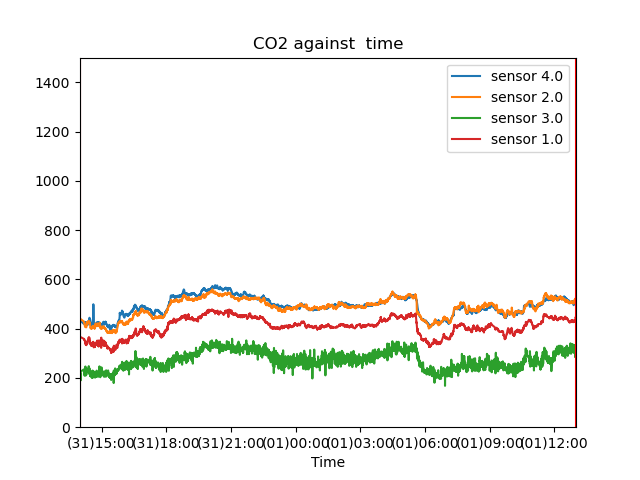 CO2 against  time
1400
1200
1000
800
600
400
200
0
sensor 4.0
sensor 2.0
sensor 3.0
sensor 1.0
(31)15:00 (31)18:00 (31)21:00 (01)00:00 (01)03:00 (01)06:00 (01)09:00 (01)12:00
Time